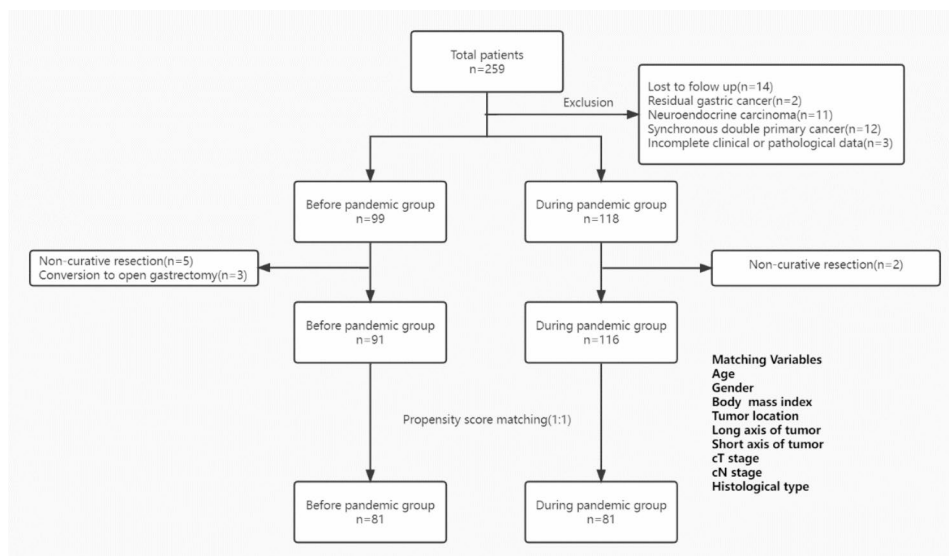 Total patients
n=259
Exclusion
Lost to folow up(n=14)
Residual gastric cancer(n=2)
Neuroendocrine carcinoma(n=11)
Synchronous double primary cancer(n=12)
Incomplete clinical or pathological data(n=3)
Before pandemic group
n=99
During pandemic group
n=118
Non-curative resection(n=5)
Conversion to open gastrectomy(n=3)
Non-curative resection(n=2)
Before pandemic group
n=91
During pandemic group
n=116
Matching Variables
Age
Gender
Body mass index
Tumor location
Long axis of tumor
Short axis of tumor
cT stage
cN stage
Histological type
Propensity score matching(1:1)
Before pandemic group
n=81
During pandemic group
n=81